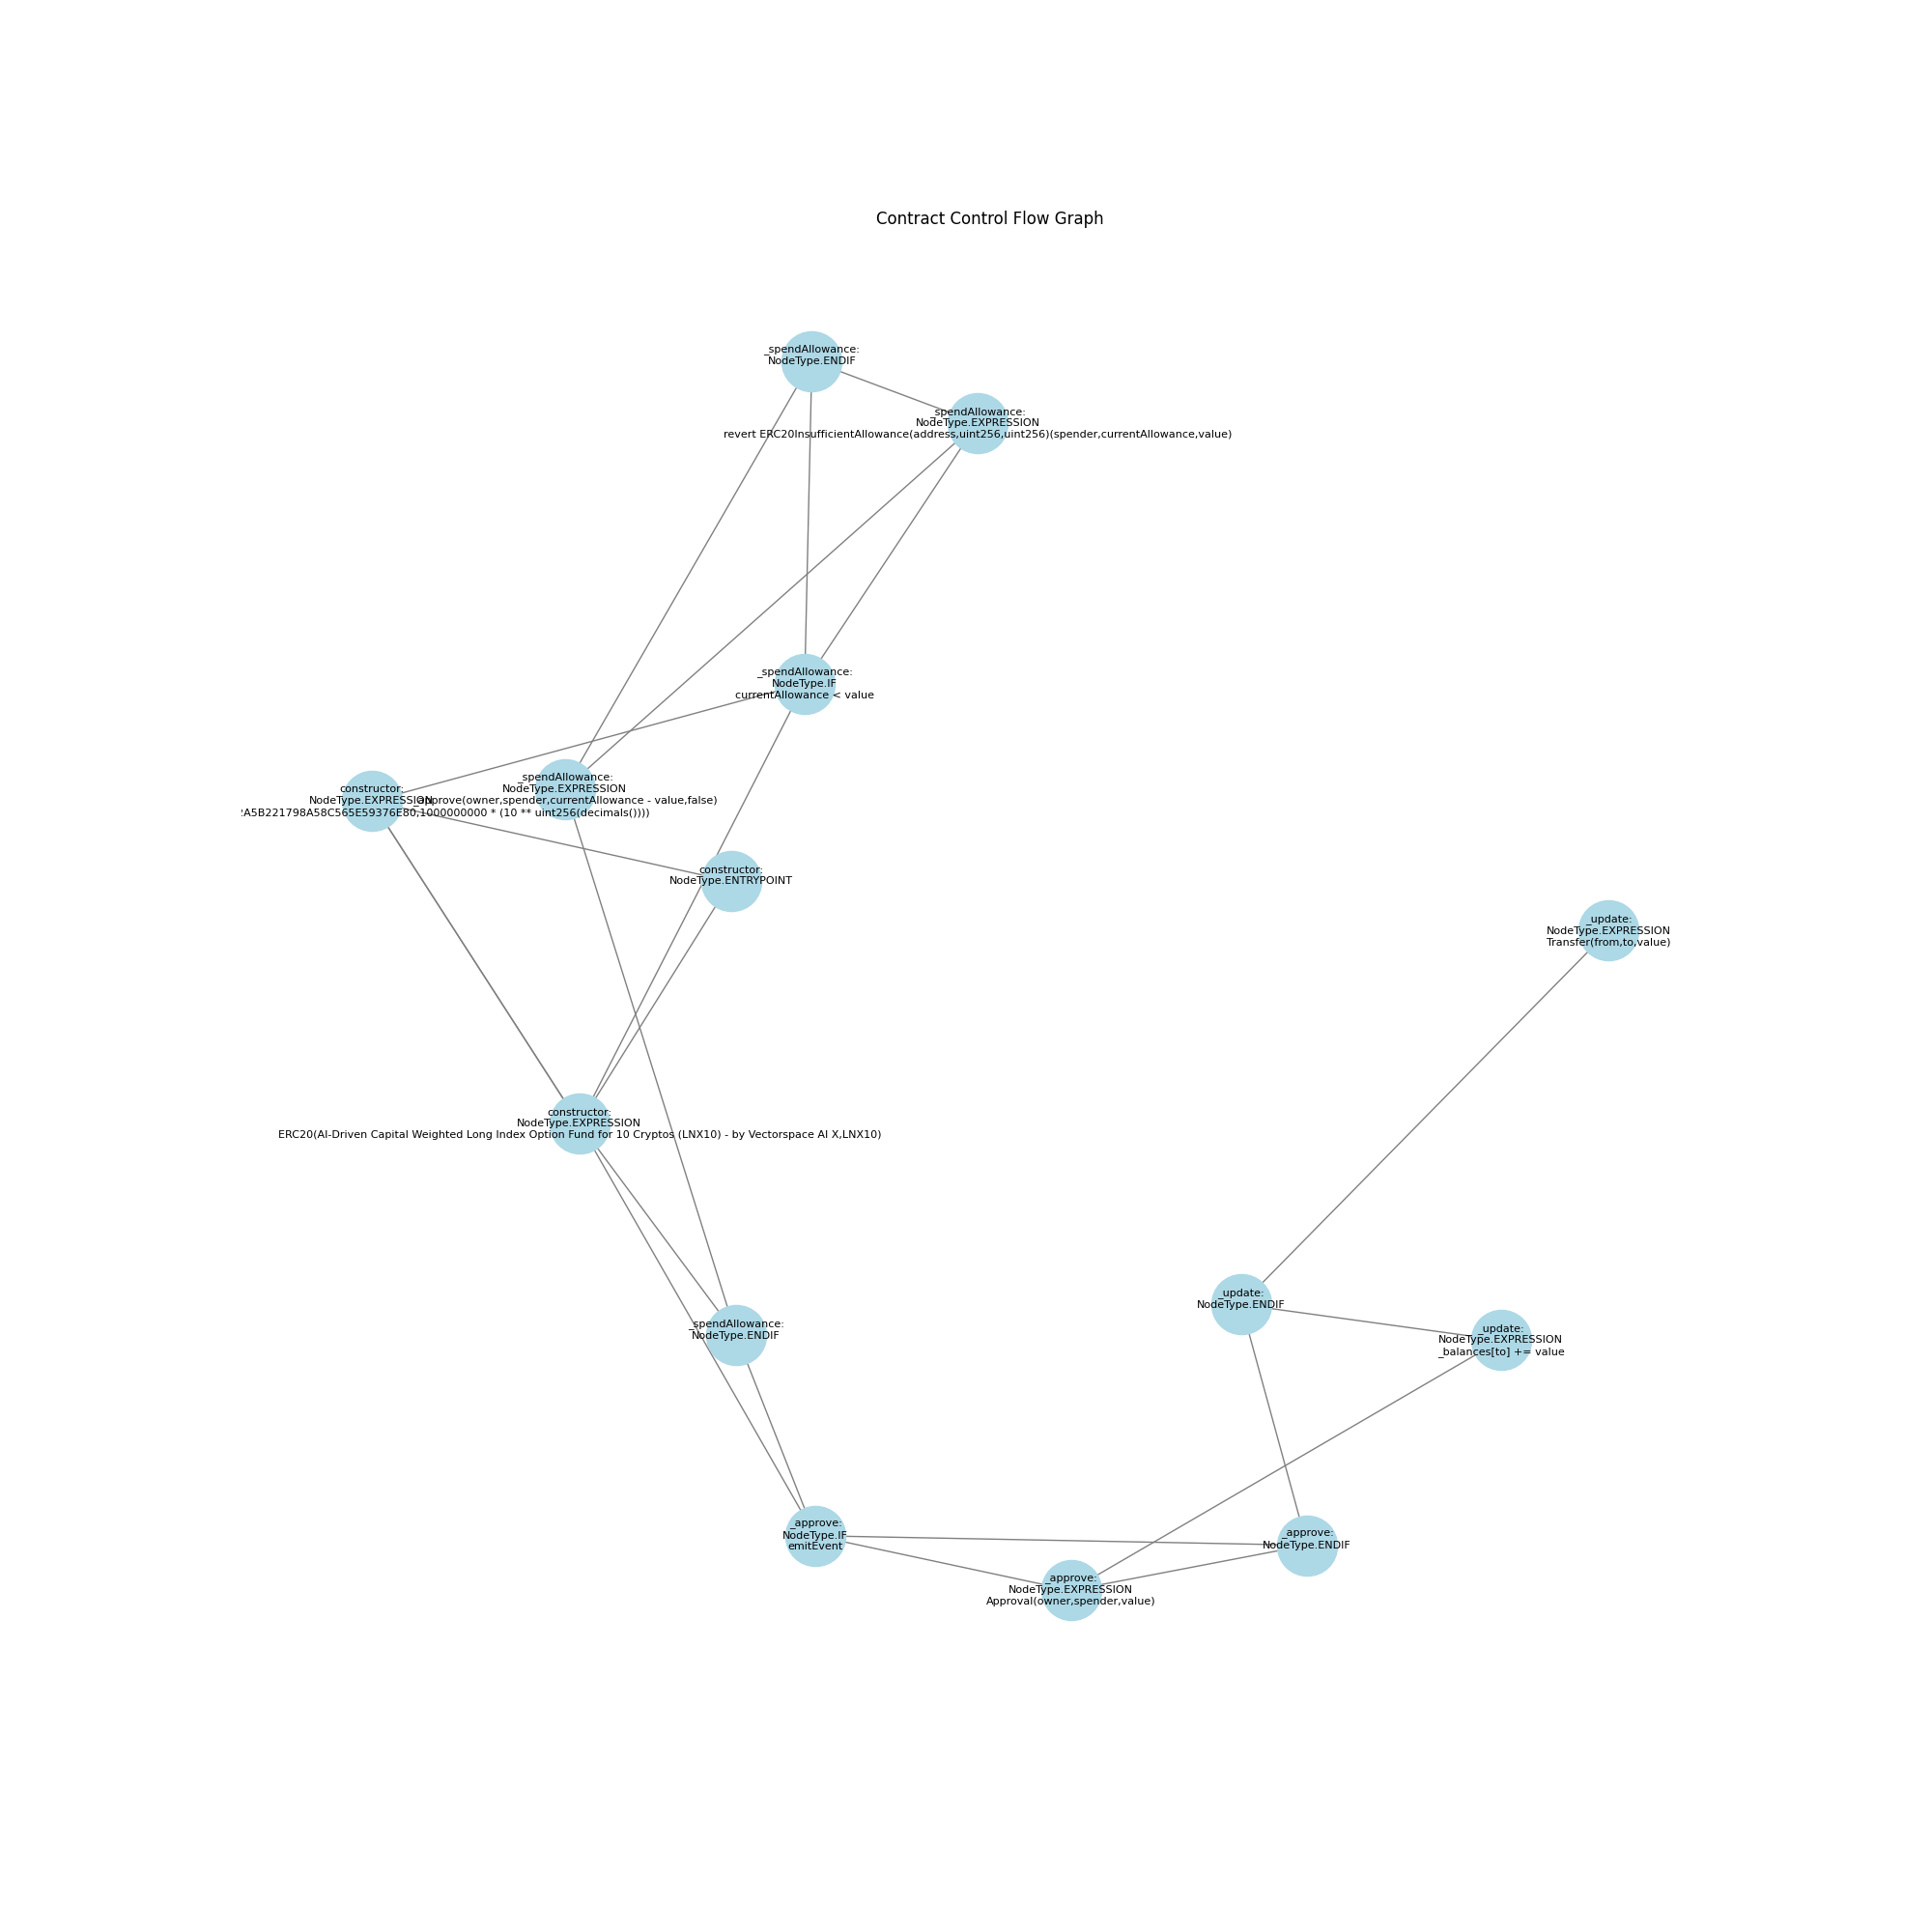 Contract Control Flow Graph
_spendAllowance:
NodeType.ENDIF
_spendAllowance:
NodeType.EXPRESSION
revert ERC20InsufficientAllowance(address,uint256,uint256)(spender,currentAllowance,value)
_spendAllowance:
NodeType.IF
currentAllowance < value
_spendAllowance:
NodeType.EXPRESSION
_approve(owner,spender,currentAllowance - value,false)
constructor:
NodeType.EXPRESSION
A5B221798A58C565E59376E80,1000000000 * (10 ** uint256(decimals())))
constructor:
NodeType.ENTRYPOINT
_update:
NodeType.EXPRESSION
Transfer(from,to,value)
constructor:
NodeType.EXPRESSION
ERC20(AI-Driven Capital Weighted Long Index Option Fund for 10 Cryptos (LNX10) - by Vectorspace AI X,LNX10)
_update:
NodeType.ENDIF
_update:
NodeType.EXPRESSION
_balances[to] += value
_spendAllowance:
NodeType.ENDIF
_approve:
NodeType.IF
emitEvent
_approve:
NodeType.ENDIF
_approve:
NodeType.EXPRESSION
Approval(owner,spender,value)